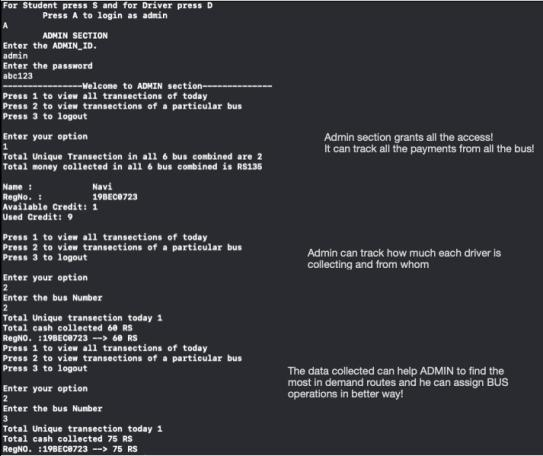 For Student press S and for Driver press D
Press A to login as admin
A
ADMIN SECTION
Enter the ADMIN_ID.
admin
Enter the password
abc123
----------------Welcome to ADMIN section--------------
Press 1 to view all transections of today
Press 2 to view transections of a particular bus
Press 3 to logout
Enter your option
1
Total Unique Transection in all 6 bus combined are 2
Total money collected in all 6 bus combined is RS135
Name : Navi
RegNo. : 19BEC0723
Available Credit: 1
Used Credit: 9
Press 1 to view all transections of today
Press 2 to view transections of a particular bus
Press 3 to logout
Enter your option
2
Enter the bus Number
2
Total Unique transection today 1
Total cash collected 60 RS
RegNO. :19BEC0723 --> 60 RS
Press 1 to view all transections of today
Press 2 to view transections of a particular bus
Press 3 to logout
Enter your option
2
Enter the bus Number
3
Total Unique transection today 1
Total cash collected 75 RS
RegNO. :19BEC0723 --> 75 RS
Admin section grants all the access!
It can track all the payments from all the bus!
Admin can track how much each driver is
collecting and from whom
The data collected can help ADMIN to find the
most in demand routes and he can assign BUS
operations in better way!